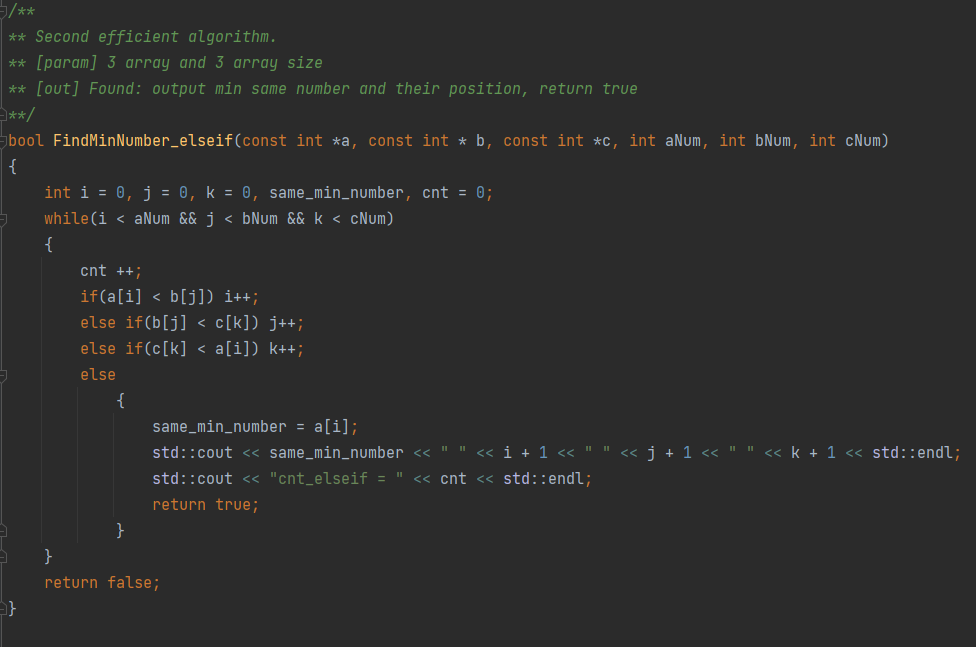 /**
** Second efficient algorithm.
** [param] 3 array and 3 array size
** [out] Found: output min same number and their position, return true
**/
bool FindMinNumber_elseif(const int *a, const int * b, const int *c, int aNum, int bNum, int cNum)
{
    int i = 0, j = 0, k = 0, same_min_number, cnt = 0;
    while(i < aNum && j < bNum && k < cNum)
    {
        cnt ++;
        if(a[i] < b[j]) i++;
        else if(b[j] < c[k]) j++;
        else if(c[k] < a[i]) k++;
        else
            {
                same_min_number = a[i];
                std::cout << same_min_number << " " << i + 1 << " " << j + 1 << " " << k + 1 << std::endl;
                std::cout << "cnt_elseif = " << cnt << std::endl;
                return true;
            }
    }
    return false;
}